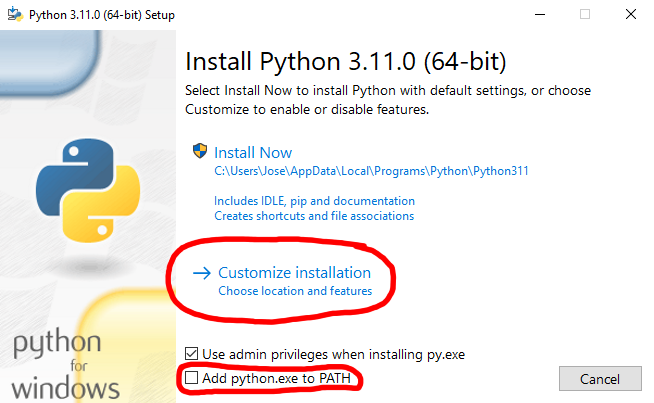 Python 3.11.0 (64-bit) Setup
Install Python 3.11.0 (64-bit)
Select Install Now to install Python with default settings, or choose
Customize to enable or disable features.
Install Now
C:\Users\Jose\AppData\Local\Programs\Python\Python311
Includes IDLE, pip and documentation
Creates shortcuts and file associations
Customize installation
Choose location and features
Use admin privileges when installing py.exe
Add python.exe to PATH
Cancel
python
for
windows